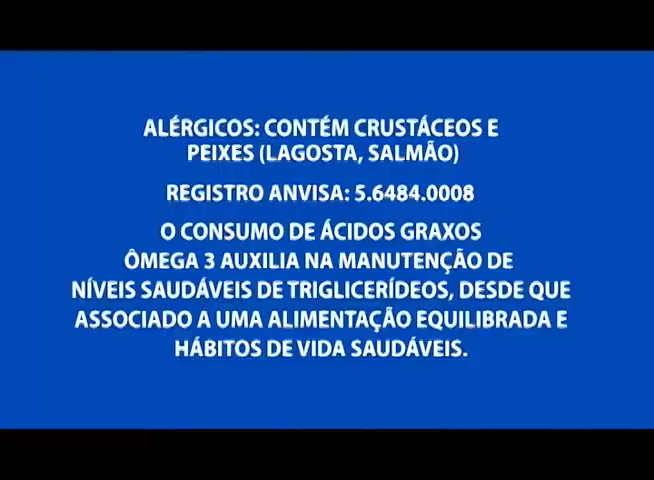 ALÉRGICOS: CONTÉM CRUSTÁCEOS E
PEIXES (LAGOSTA, SALMÃO)
REGISTRO ANVISA: 5.6484.0008
O CONSUMO DE ÁCIDOS GRAXOS
ÔMEGA 3 AUXILIA NA MANUTENÇÃO DE
NÍVEIS SAUDÁVEIS DE TRIGLICERÍDEOS, DESDE QUE
ASSOCIADO A UMA ALIMENTAÇÃO EQUILIBRADA E
HÁBITOS DE VIDA SAUDÁVEIS.